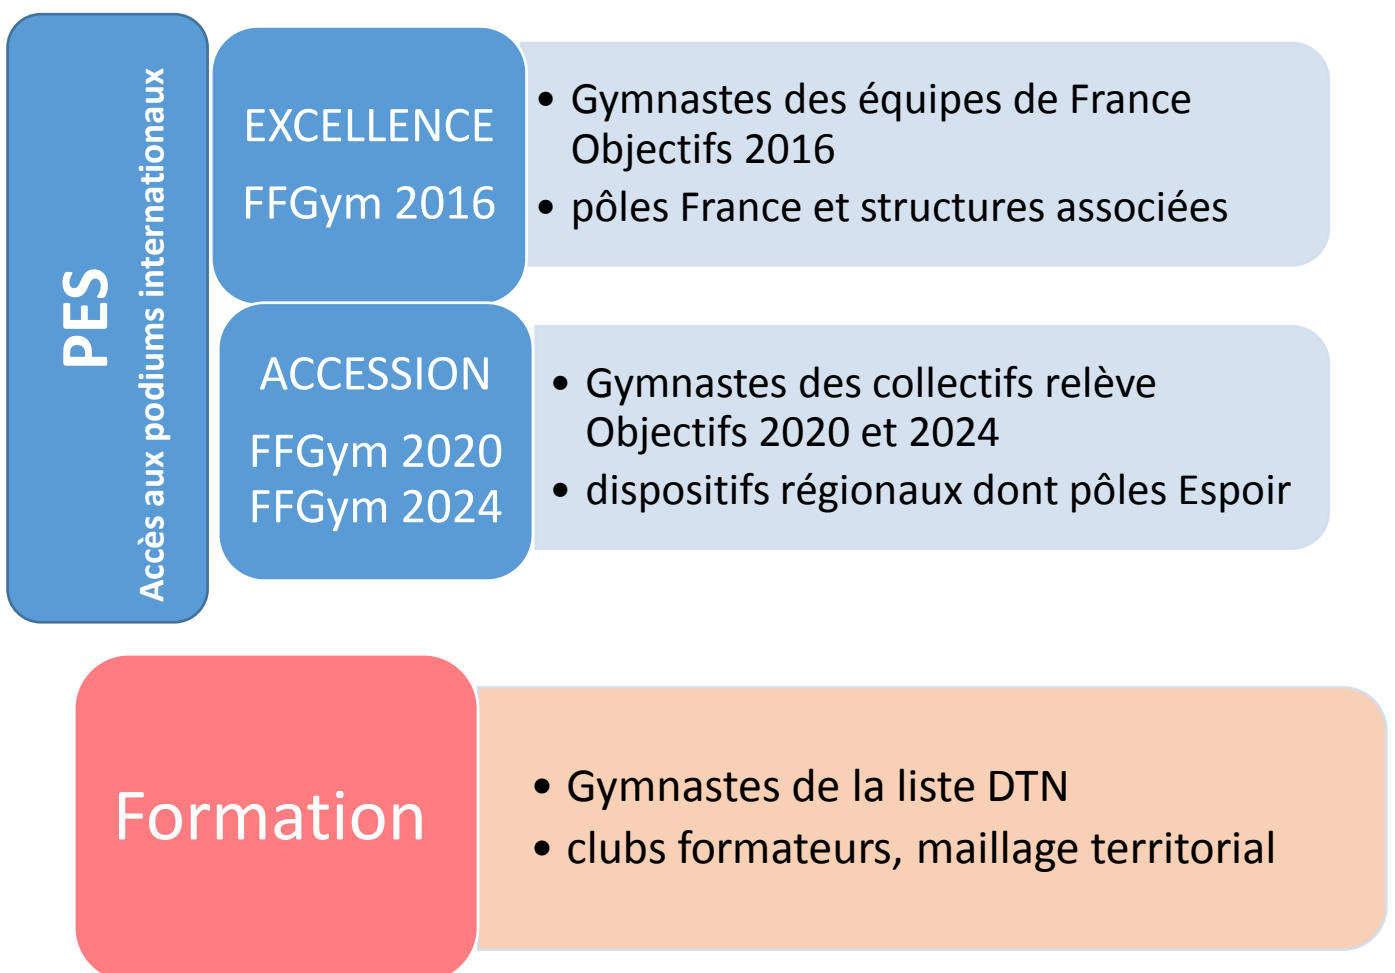 PES
Accès aux podiums internationaux
EXCELLENCE
FFGym 2016
• Gymnastes des équipes de France
Objectifs 2016
• pôles France et structures associées
ACCESSION
FFGym 2020
FFGym 2024
• Gymnastes des collectifs relève
Objectifs 2020 et 2024
• dispositifs régionaux dont pôles Espoir
Formation
• Gymnastes de la liste DTN
• clubs formateurs, maillage territorial